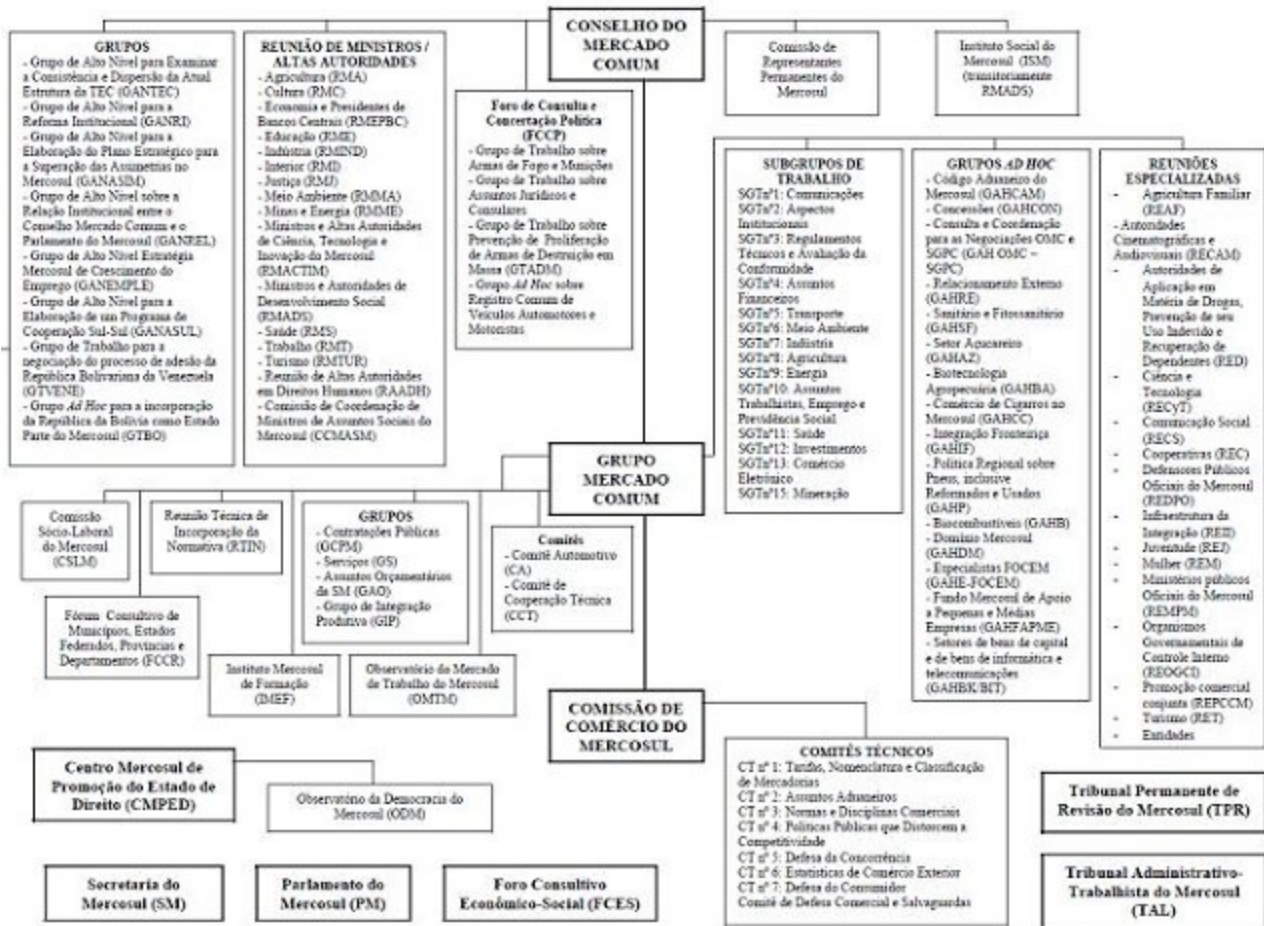 CONSELHO DO
MERCADO
COMUM
GRUPOS
- Grupo de Alto Nível para Examinar
a Consistência e Dispersão da Atual
Estrutura da TEC (GANTEC)
- Grupo de Alto Nível para a
Reforma Institucional (GANRI)
- Grupo de Alto Nível para a
Elaboração do Plano Estratégico para
a Superação das Assimetrias no
Mercosul (GANASIM)
- Grupo de Alto Nível sobre a
Relação Institucional entre o
Conselho Mercado Comum e o
Parlamento do Mercosul (GANREL)
- Grupo de Alto Nível Estratégia
Mercosul de Crescimento do
Emprego (GANEMPLE)
- Grupo de Alto Nível para a
Elaboração de um Programa de
Cooperação Sul-Sul (GANASUL)
- Grupo de Trabalho para a
negociação do processo de adesão da
República Bolivariana da Venezuela
(GTVENE)
- Grupo Ad Hoc para a incorporação
da República da Bolívia como Estado
Parte do Mercosul (GTBO)
REUNIÃO DE MINISTROS /
ALTAS AUTORIDADES
- Agricultura (RMA)
- Cultura (RMC)
- Economia e Presidentes de
Bancos Centrais (RMEPBC)
- Educação (RME)
- Indústria (RMIND)
- Interior (RMI)
- Justiça (RMJ)
- Meio Ambiente (RMMA)
- Minas e Energia (RMME)
- Ministros e Altas Autoridades
de Ciência, Tecnologia e
Inovação do Mercosul
(RMACTIM)
- Ministros e Autoridades de
Desenvolvimento Social
(RMADS)
- Saúde (RMS)
- Trabalho (RMT)
- Turismo (RMTUR)
- Reunião de Altas Autoridades
em Direitos Humanos (RAADH)
- Comissão de Coordenação de
Ministros de Assuntos Sociais do
Mercosul (CCMASM)
Foro de Consulta e
Concertação Política
(FCCP)
- Grupo de Trabalho sobre
Armas de Fogo e Munições
- Grupo de Trabalho sobre
Assuntos Jurídicos e
Consulares
- Grupo de Trabalho sobre
Prevenção de Proliferação
de Armas de Destruição em
Massa (GTADM)
- Grupo Ad Hoc sobre
Registro Comum de
Veículos Automotores e
Motoristas
Comissão de
Representantes
Permanentes do
Mercosul
Instituto Social do
Mercosul (ISM)
(transitoriamente
RMADS)
SUBGRUPOS DE
TRABALHO
SGTnº1: Comunicações
SGTnº2: Aspectos
Institucionais
SGTnº3: Regulamentos
Técnicos e Avaliação da
Conformidade
SGTnº4: Assuntos
Financeiros
SGTnº5: Transporte
SGTnº6: Meio Ambiente
SGTnº7: Indústria
SGTnº8: Agricultura
SGTnº9: Energia
SGTnº10: Assuntos
Trabalhistas, Emprego e
Previdência Social
SGTnº11: Saúde
SGTnº12: Investimentos
SGTnº13: Comércio
Eletrônico
SGTnº15: Mineração
GRUPOS AD HOC
- Código Aduaneiro do
Mercosul (GAHCAM)
- Concessões (GAHCON)
- Consulta e Coordenação
para as Negociações OMC e
SGPC (GAH OMC –
SGPC)
- Relacionamento Externo
(GAHRE)
- Sanitário e Fitossanitário
(GAHSF)
- Setor Açucareiro
(GAHAZ)
- Biotecnologia
Agropecuária (GAHBA)
- Comércio de Cigarros no
Mercosul (GAHCC)
- Integração Fronteiriça
(GAHIF)
- Política Regional sobre
Pneus, inclusive
Reformados e Usados
(GAHP)
- Biocombustíveis (GAHB)
- Domínio Mercosul
(GAHDM)
- Especialistas FOCEM
(GAHE-FOCEM)
- Fundo Mercosul de Apoio
a Pequenas e Médias
Empresas (GAHFAPME)
- Setores de bens de capital
e de bens de informática e
telecomunicações
(GAHBK/BIT)
REUNIÕES
ESPECIALIZADAS
- Agricultura Familiar
(REAF)
- Autoridades
Cinematográficas e
Audiovisuais (RECAM)
- Autoridades de
Aplicação em
Matéria de Drogas,
Prevenção de seu
Uso Indevido e
Recuperação de
Dependentes (RED)
- Ciência e
Tecnologia
(RECyT)
- Comunicação Social
(RECS)
- Cooperativas (REC)
- Defensores Públicos
Oficiais do Mercosul
(REDPO)
- Infraestrutura da
Integração (REII)
- Juventude (REJ)
- Mulher (REM)
- Ministérios públicos
Oficiais do Mercosul
(REMPM)
- Organismos
Governamentais de
Controle Interno
(REOGCI)
- Promoção comercial
conjunta (REPCCM)
- Turismo (RET)
- Entidades
GRUPO
MERCADO
COMUM
Comissão
Sócio-Laboral
do Mercosul
(CSLM)
Reunião Técnica de
Incorporação da
Normativa (RTIN)
GRUPOS
- Contratações Públicas
(GCPM)
- Serviços (GS)
- Assuntos Orçamentários
da SM (GAO)
- Grupo de Integração
Produtiva (GIP)
Comitês
- Comitê Automotivo
(CA)
- Comitê de
Cooperação Técnica
(CCT)
Fórum Consultivo de
Municípios, Estados
Federados, Províncias e
Departamentos (FCCR)
Instituto Mercosul
de Formação
(IMEF)
Observatório do Mercado
de Trabalho do Mercosul
(OMTM)
COMISSÃO DE
COMÉRCIO DO
MERCOSUL
COMITÊS TÉCNICOS
CT nº 1: Tarifas, Nomenclatura e Classificação
de Mercadorias
CT nº 2: Assuntos Aduaneiros
CT nº 3: Normas e Disciplinas Comerciais
CT nº 4: Políticas Públicas que Distorcem a
Competitividade
CT nº 5: Defesa da Concorrência
CT nº 6: Estatísticas de Comércio Exterior
CT nº 7: Defesa do Consumidor
Comitê de Defesa Comercial e Salvaguardas
Centro Mercosul de
Promoção do Estado de
Direito (CMPED)
Observatório da Democracia do
Mercosul (ODM)
Tribunal Permanente de
Revisão do Mercosul (TPR)
Secretaria do
Mercosul (SM)
Parlamento do
Mercosul (PM)
Foro Consultivo
Econômico-Social (FCES)
Tribunal Administrativo-
Trabalhista do Mercosul
(TAL)